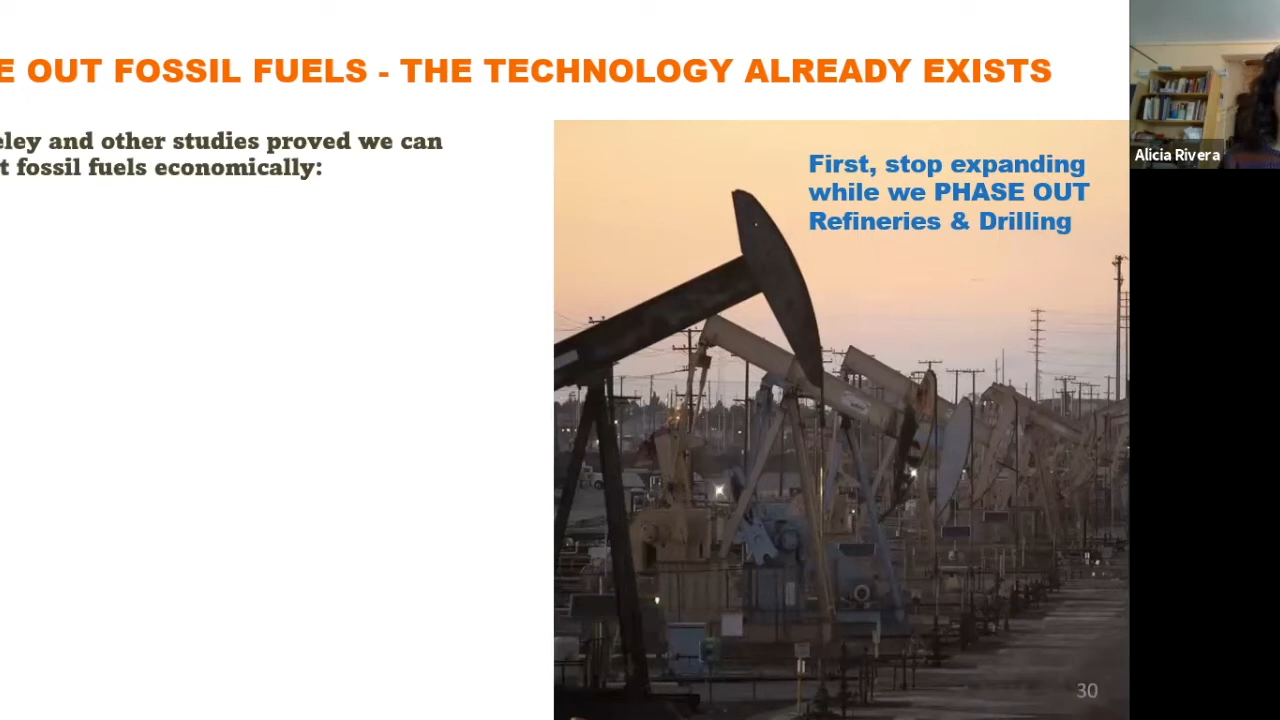 E OUT FOSSIL FUELS - THE TECHNOLOGY ALREADY EXISTS
eley and other studies proved we can
t fossil fuels economically:
First, stop expanding
while we PHASE OUT
Refineries & Drilling
Alicia Rivera
30